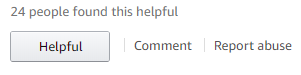 24 people found this helpful
Helpful Comment Report abuse